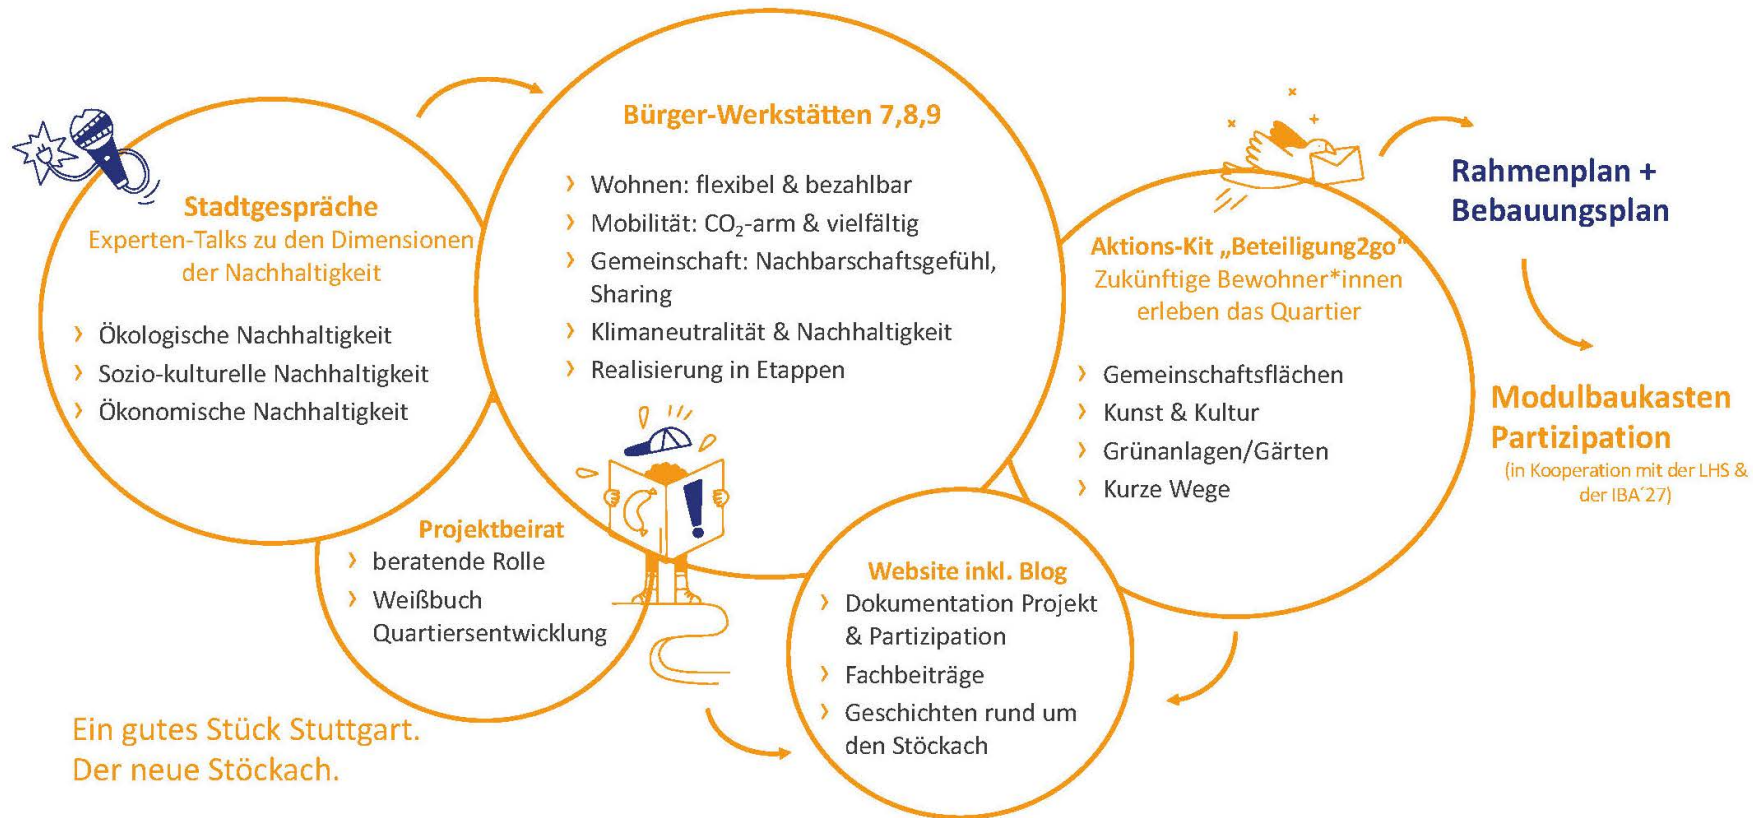 Stadtgespräche
Experten-Talks zu den Dimensionen
der Nachhaltigkeit
› Ökologische Nachhaltigkeit
› Sozio-kulturelle Nachhaltigkeit
› Ökonomische Nachhaltigkeit
Projektbeirat
› beratende Rolle
› Weißbuch
Quartiersentwicklung
Bürger-Werkstätten 7,8,9
› Wohnen: flexibel & bezahlbar
› Mobilität: CO₂-arm & vielfältig
› Gemeinschaft: Nachbarschaftsgefühl,
Sharing
› Klimaneutralität & Nachhaltigkeit
› Realisierung in Etappen
!
Website inkl. Blog
› Dokumentation Projekt
& Partizipation
› Fachbeiträge
› Geschichten rund um
den Stöckach
Aktions-Kit „Beteiligung2go“
Zukünftige Bewohner*innen
erleben das Quartier
› Gemeinschaftsflächen
› Kunst & Kultur
› Grünanlagen/Gärten
› Kurze Wege
Rahmenplan +
Bebauungsplan
Modulbaukasten
Partizipation
(in Kooperation mit der LHS &
der IBA´27)
Ein gutes Stück Stuttgart.
Der neue Stöckach.